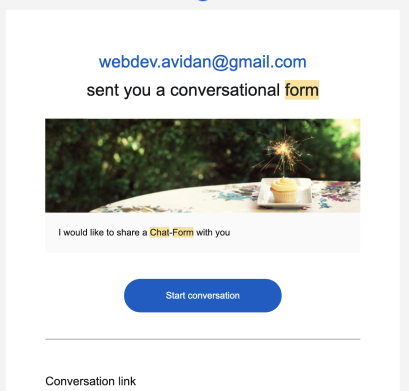 webdev.avidan@gmail.com
sent you a conversational form
I would like to share a Chat-Form with you
Start conversation
Conversation link